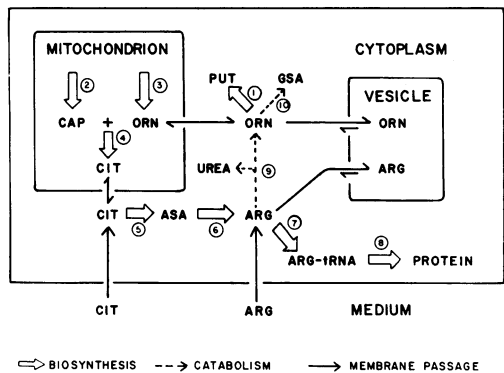 MITOCHONDRION
CYTOPLASM
PUT ① GSA
② ③ ⑩ VESICLE
CAP + ORN ORN ORN
④
CIT UREA ⑨ ARG
CIT ASA ARG
⑤ ⑥ ⑦
ARG-tRNA ⑧ PROTEIN
CIT ARG MEDIUM
BIOSYNTHESIS CATABOLISM MEMBRANE PASSAGE